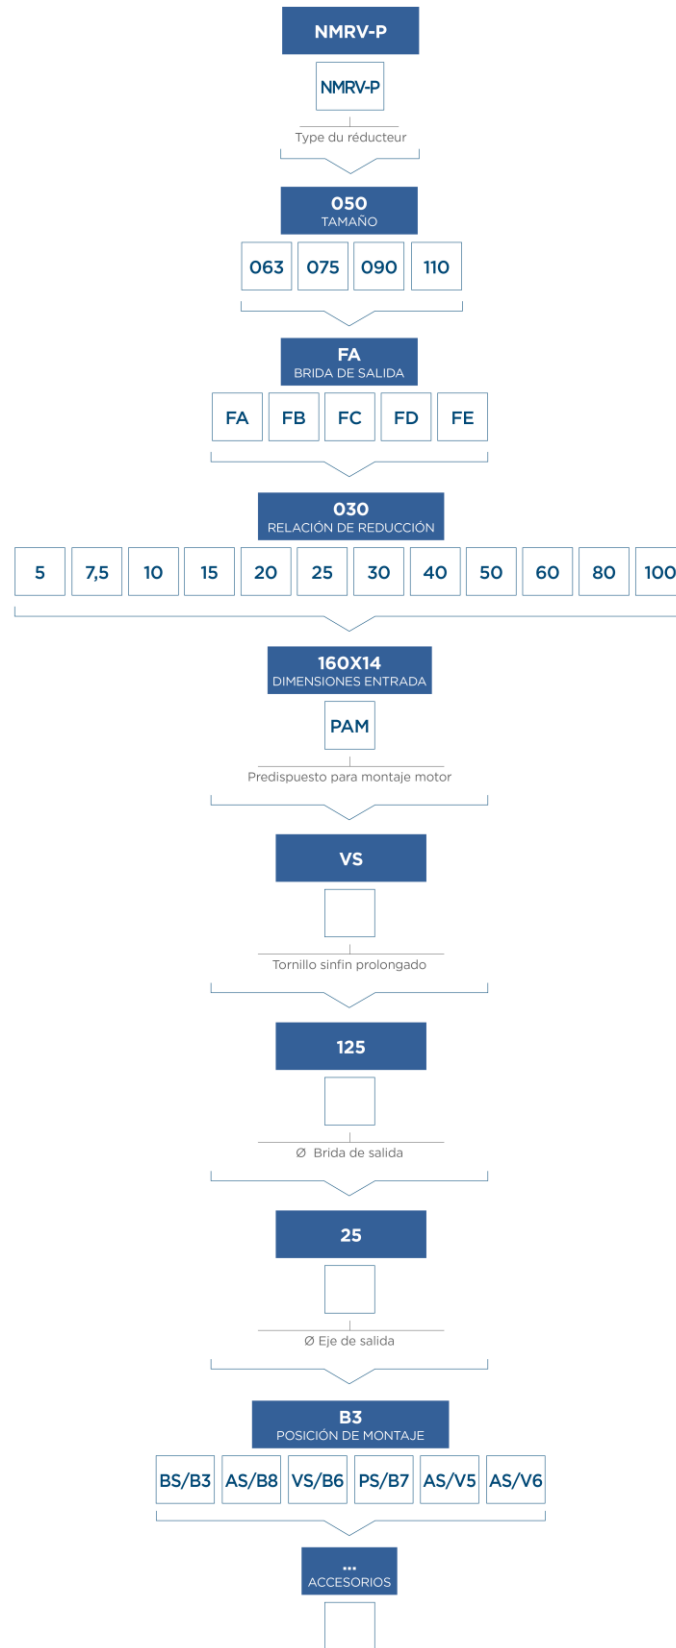 NMRV-P
NMRV-P
Type du réducteur
050
TAMAÑO
063 075 090 110
FA
BRIDA DE SALIDA
FA FB FC FD FE
030
RELACIÓN DE REDUCCIÓN
5 7,5 10 15 20 25 30 40 50 60 80 100
160X14
DIMENSIONES ENTRADA
PAM
Predispuesto para montaje motor
VS
Tornillo sinfin prolongado
125
Ø Brida de salida
25
Ø Eje de salida
B3
POSICIÓN DE MONTAJE
BS/B3 AS/B8 VS/B6 PS/B7 AS/V5 AS/V6
...
ACCESORIOS